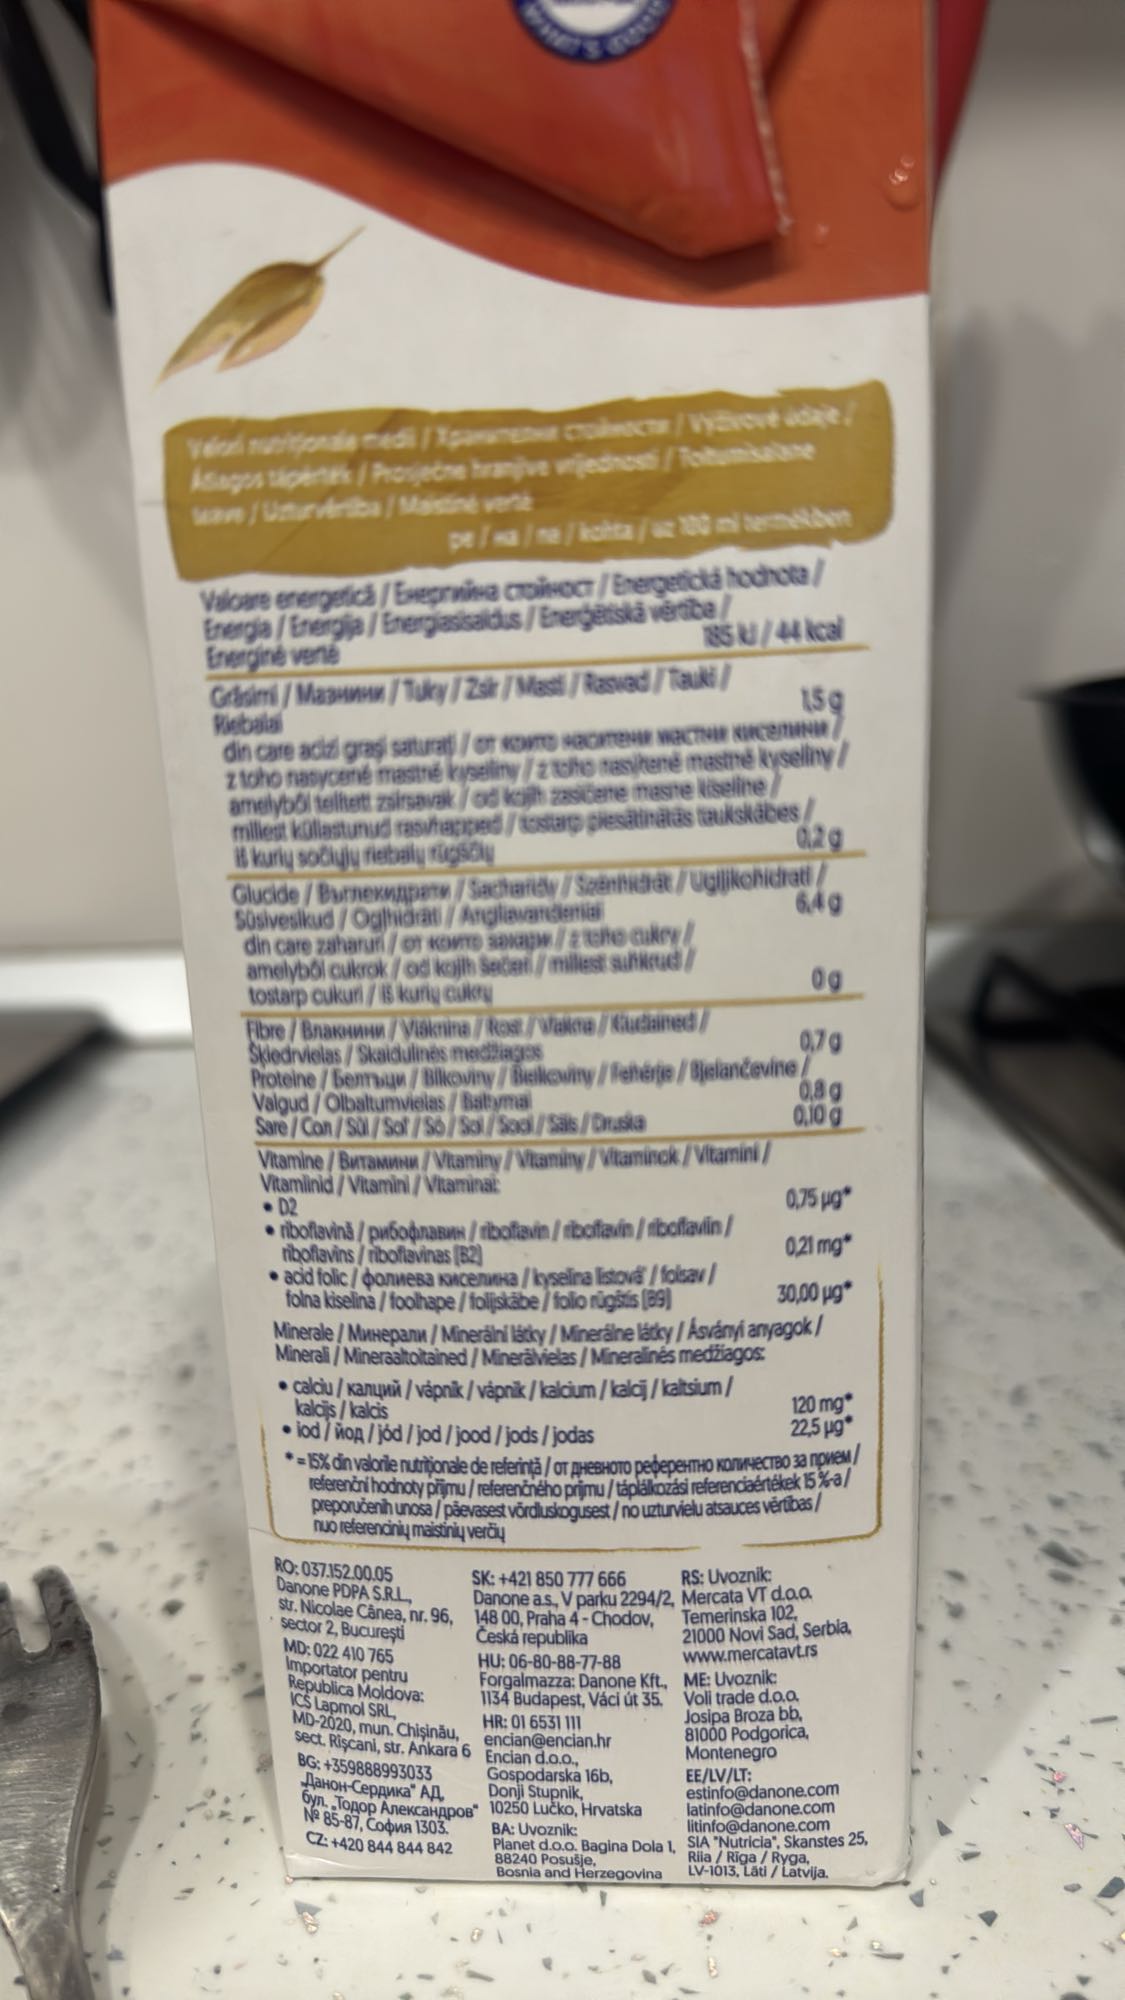 WHAT'S GOOD
Valori nutriționale medii / Хранителни стойности / Výživové údaje /
Átlagos tápérték / Prosječne hranjive vrijednosti / Toitumisalane
teave / Uzturvērtība / Maistinė vertė
pe / на / na / kohta / uz 100 ml termékben
Valoare energetică / Енергийна стойност / Energetická hodnota /
Energia / Energija / Energiasisaldus / Enerģētiskā vērtība /
Energinė vertė 185 kJ / 44 kcal
Grăsimi / Мазнини / Tuky / Zsír / Masti / Rasvad / Tauki /
Riebalai 1,5 g
din care acizi grași saturați / от които наситени мастни киселини /
z toho nasycené mastné kyseliny / z toho nasýtené mastné kyseliny /
amelyből telített zsírsavak / od kojih zasićene masne kiseline /
millest küllastunud rasvhapped / tostarp piesātinātās taukskābes /
iš kurių sočiųjų riebalų rūgščių 0,2 g
Glucide / Въглехидрати / Sacharidy / Szénhidrát / Ugljikohidrati /
Süsivesikud / Ogļhidrāti / Angliavandeniai 6,4 g
din care zaharuri / от които захари / z toho cukry /
amelyből cukrok / od kojih šećeri / millest suhkrud /
tostarp cukuri / iš kurių cukrų 0 g
Fibre / Влакнини / Vláknina / Rost / Vlakna / Kiudained /
Šķiedrvielas / Skaidulinės medžiagos 0,7 g
Proteine / Белтъци / Bílkoviny / Bielkoviny / Fehérje / Bjelančevine /
Valgud / Olbaltumvielas / Baltymai 0,8 g
Sare / Сол / Sůl / Soľ / Só / Sol / Sool / Sāls / Druska 0,10 g
Vitamine / Витамини / Vitaminy / Vitamíny / Vitaminok / Vitamini /
Vitamiinid / Vitamīni / Vitaminai:
• D2 0,75 µg*
• riboflavină / рибофлавин / riboflavin / riboflavín / riboflaviin /
riboflavīns / riboflavinas (B2) 0,21 mg*
• acid folic / фолиева киселина / kyselina listová / folsav /
folna kiselina / foolhape / folijskābe / folio rūgštis (B9) 30,00 µg*
Minerale / Минерали / Minerální látky / Minerálne látky / Ásványi anyagok /
Minerali / Mineraaltoitained / Minerālvielas / Mineralinės medžiagos:
• calciu / калций / vápník / vápnik / kalcium / kalcij / kaltsium /
kalcijs / kalcis 120 mg*
• iod / йод / jód / jod / jood / jods / jodas 22,5 µg*
* = 15% din valorile nutriționale de referință / от дневното референтно количество за прием /
referenční hodnoty příjmu / referenčného príjmu / táplálkozási referenciaértékek 15 %-a /
preporučenih unosa / päevasest võrdluskogusest / no uzturvielu atsauces vērtības /
nuo referencinių maistinių verčių
RO: 037.152.00.05
Danone PDPA S.R.L.,
str. Nicolae Cânea, nr. 96,
sector 2, București
MD: 022 410 765
Importator pentru
Republica Moldova:
ICS Lapmol SRL,
MD-2020, mun. Chișinău,
sect. Rîșcani, str. Ankara 6
BG: +359888993033
„Данон-Сердика" АД,
бул. „Тодор Александров"
№ 85-87, София 1303.
CZ: +420 844 844 842
SK: +421 850 777 666
Danone a.s., V parku 2294/2,
148 00, Praha 4 - Chodov,
Česká republika
HU: 06-80-88-77-88
Forgalmazza: Danone Kft.,
1134 Budapest, Váci út 35.
HR: 01 6531 111
encian@encian.hr
Encian d.o.o.,
Gospodarska 16b,
Donji Stupnik,
10250 Lučko, Hrvatska
BA: Uvoznik:
Planet d.o.o. Bagina Dola 1,
88240 Posušje,
Bosnia and Herzegovina
RS: Uvoznik:
Mercata VT d.o.o.
Temerinska 102,
21000 Novi Sad, Serbia,
www.mercatavt.rs
ME: Uvoznik:
Voli trade d.o.o.
Josipa Broza bb,
81000 Podgorica,
Montenegro
EE/LV/LT:
estinfo@danone.com
latinfo@danone.com
litinfo@danone.com
SIA "Nutricia", Skanstes 25,
Riia / Rīga / Ryga,
LV-1013, Läti / Latvija.